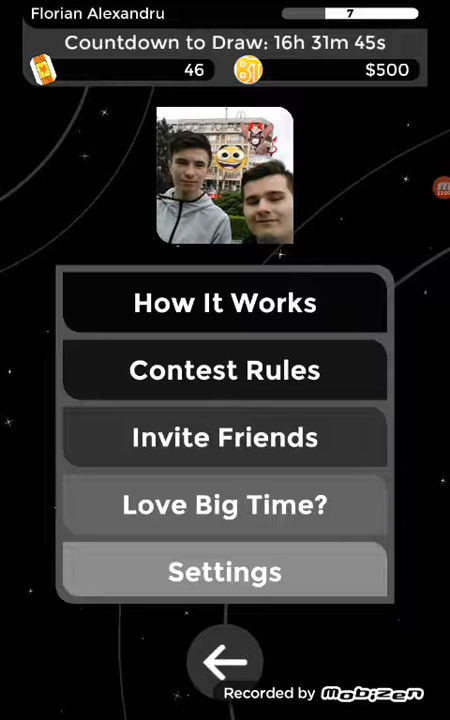 Florian Alexandru
7
Countdown to Draw: 16h 31m 45s
46
$500
How It Works
Contest Rules
Invite Friends
Love Big Time?
Settings
Recorded by mobizen